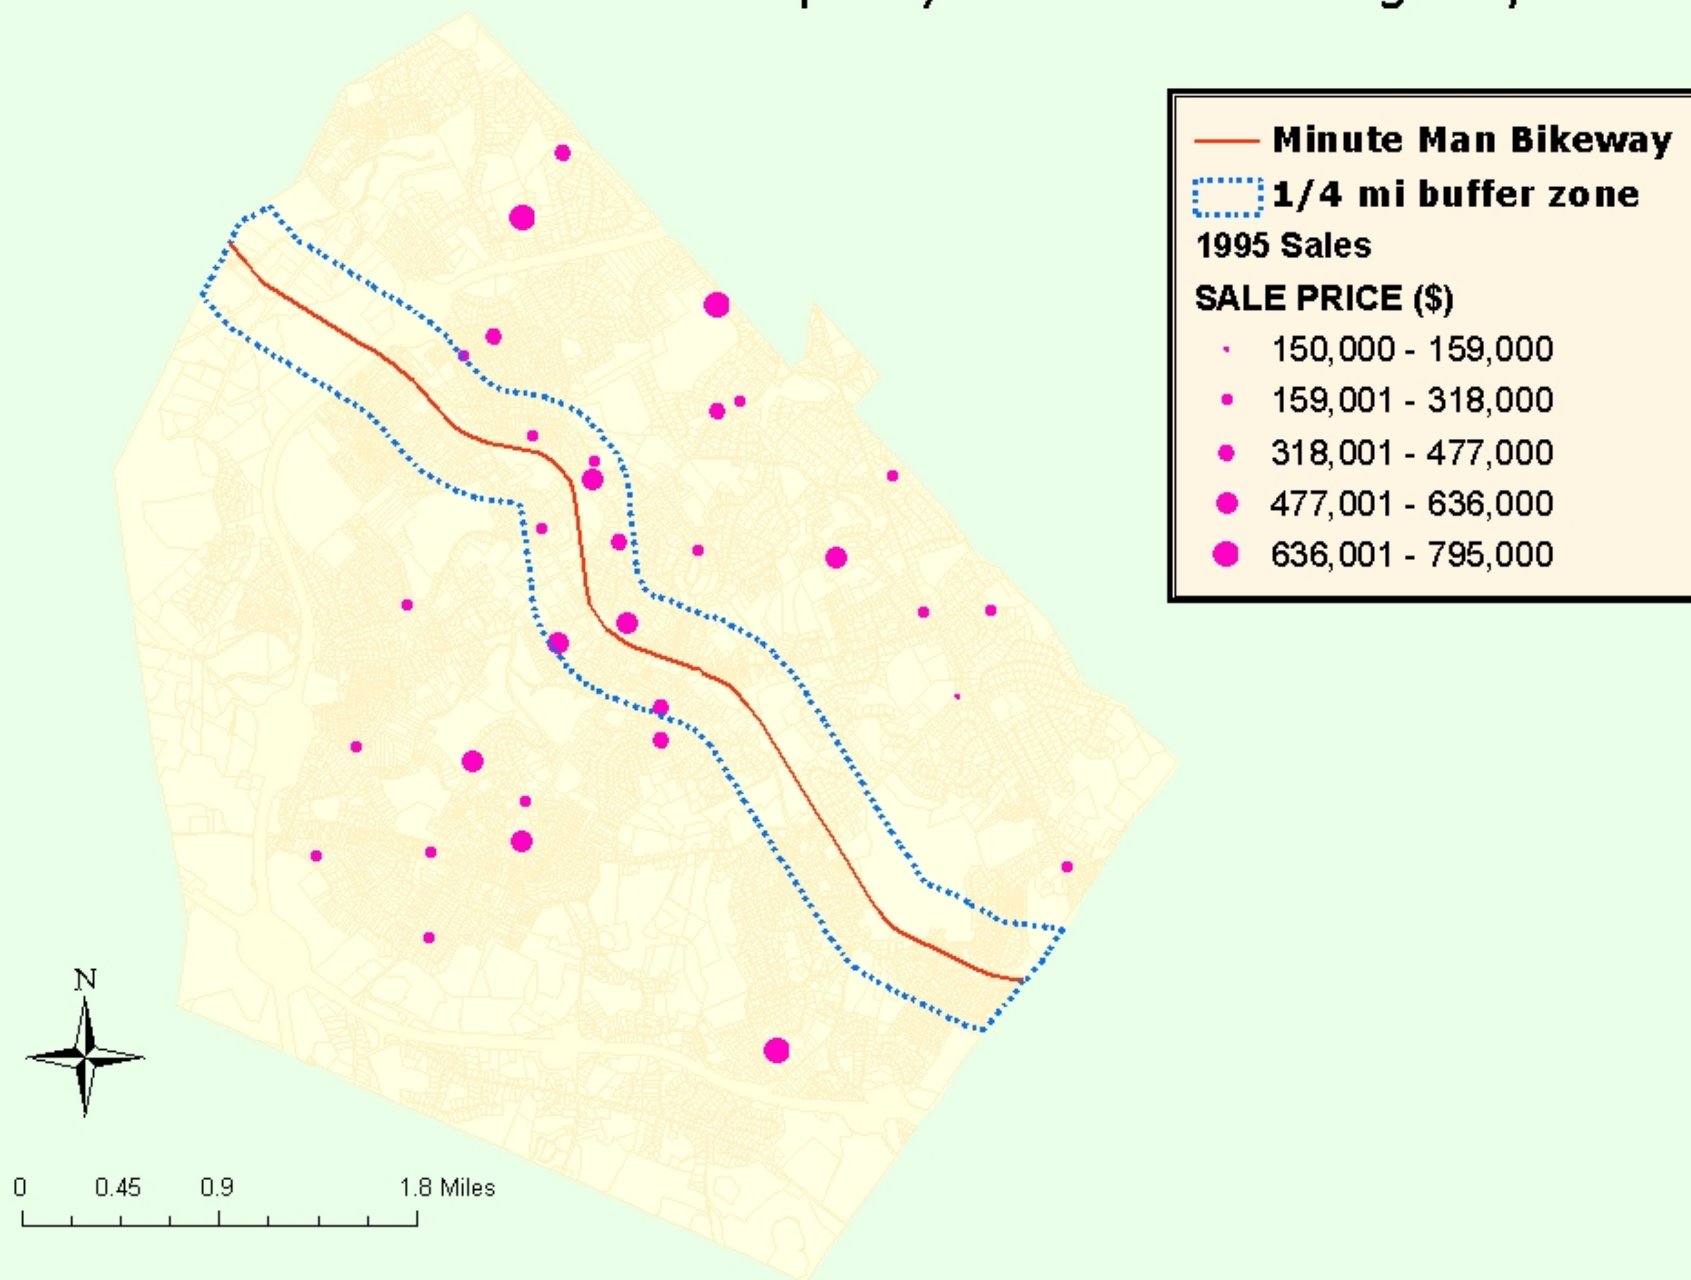 Minute Man Bikeway
1/4 mi buffer zone
1995 Sales
SALE PRICE ($)
150,000 - 159,000
159,001 - 318,000
318,001 - 477,000
477,001 - 636,000
636,001 - 795,000
N
0 0.45 0.9 1.8 Miles